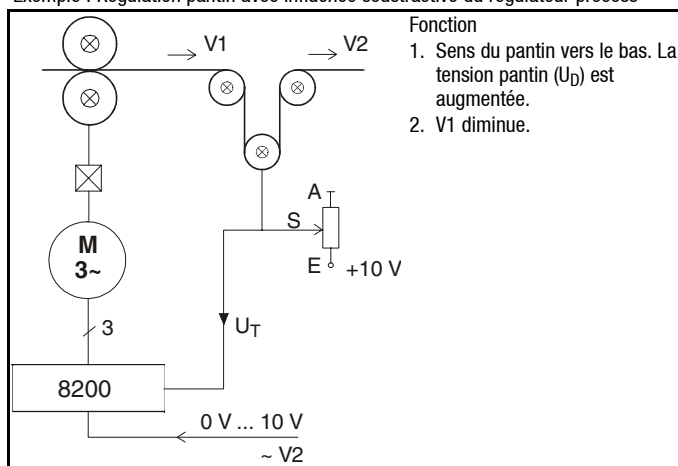 Exemple : Régulation pantin avec influence soustractive du régulateur process
V1
V2
Fonction
1. Sens du pantin vers le bas. La
tension pantin (UD) est
augmentée.
2. V1 diminue.
A
S
E
+10 V
M
3~
3
UT
8200
0 V ... 10 V
~ V2